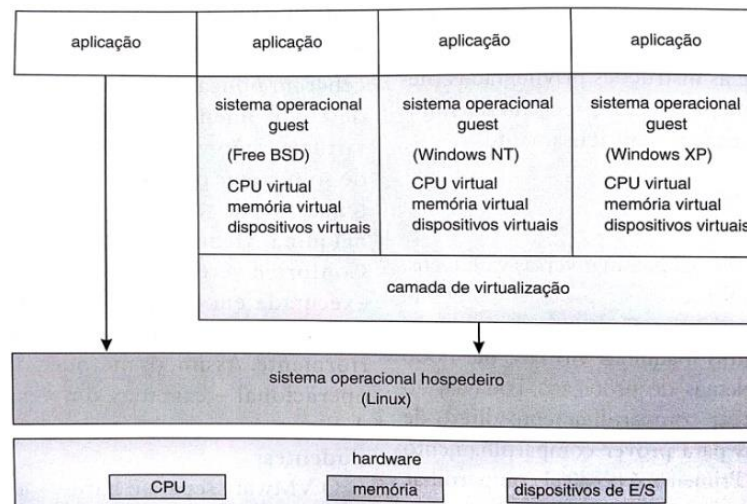 aplicação
aplicação
aplicação
aplicação
sistema operacional
guest
(Free BSD)
CPU virtual
memória virtual
dispositivos virtuais
sistema operacional
guest
(Windows NT)
CPU virtual
memória virtual
dispositivos virtuais
sistema operacional
guest
(Windows XP)
CPU virtual
memória virtual
dispositivos virtuais
camada de virtualização
sistema operacional hospedeiro
(Linux)
hardware
CPU
memória
dispositivos de E/S